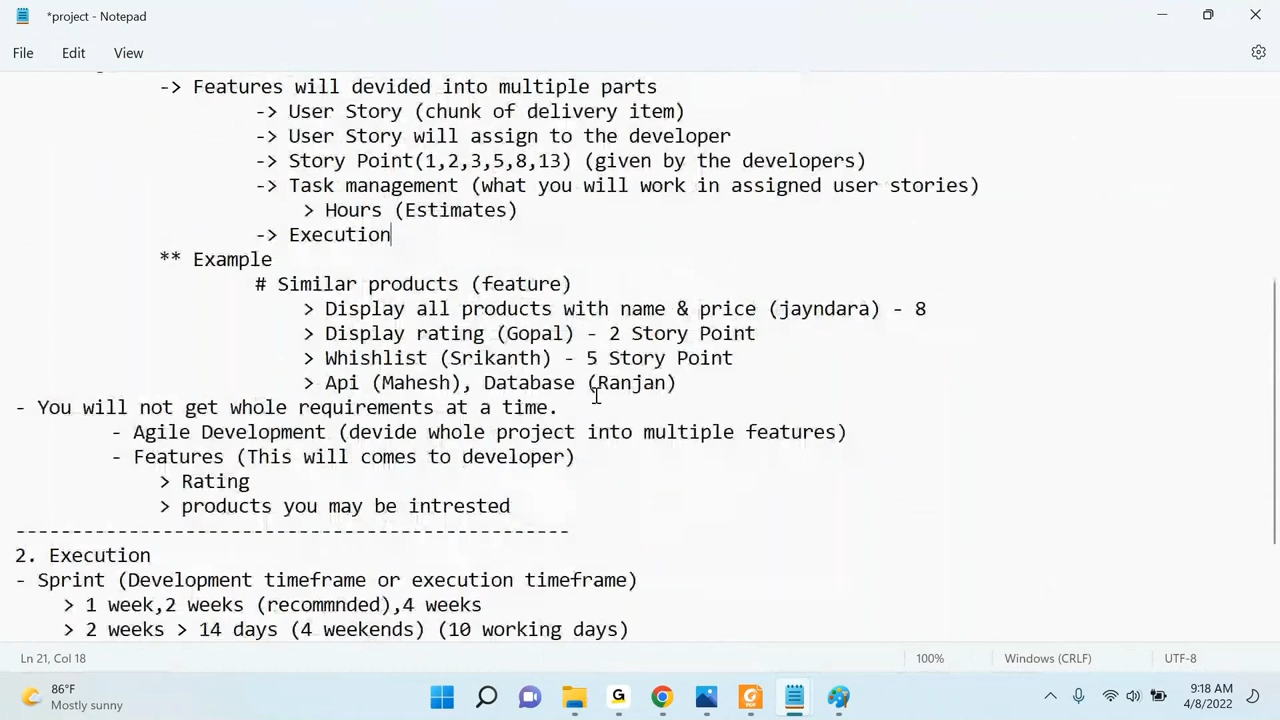 *project - Notepad
File Edit View
-> Features will devided into multiple parts
-> User Story (chunk of delivery item)
-> User Story will assign to the developer
-> Story Point(1,2,3,5,8,13) (given by the developers)
-> Task management (what you will work in assigned user stories)
> Hours (Estimates)
-> Execution
** Example
# Similar products (feature)
> Display all products with name & price (jayndara) - 8
> Display rating (Gopal) - 2 Story Point
> Whishlist (Srikanth) - 5 Story Point
> Api (Mahesh), Database (Ranjan)
- You will not get whole requirements at a time.
- Agile Development (devide whole project into multiple features)
- Features (This will comes to developer)
> Rating
> products you may be intrested
-------------------------------------------------
2. Execution
- Sprint (Development timeframe or execution timeframe)
> 1 week,2 weeks (recommnded),4 weeks
> 2 weeks > 14 days (4 weekends) (10 working days)
Ln 21, Col 18 100% Windows (CRLF) UTF-8
86°F 9:18 AM
Mostly sunny 4/8/2022